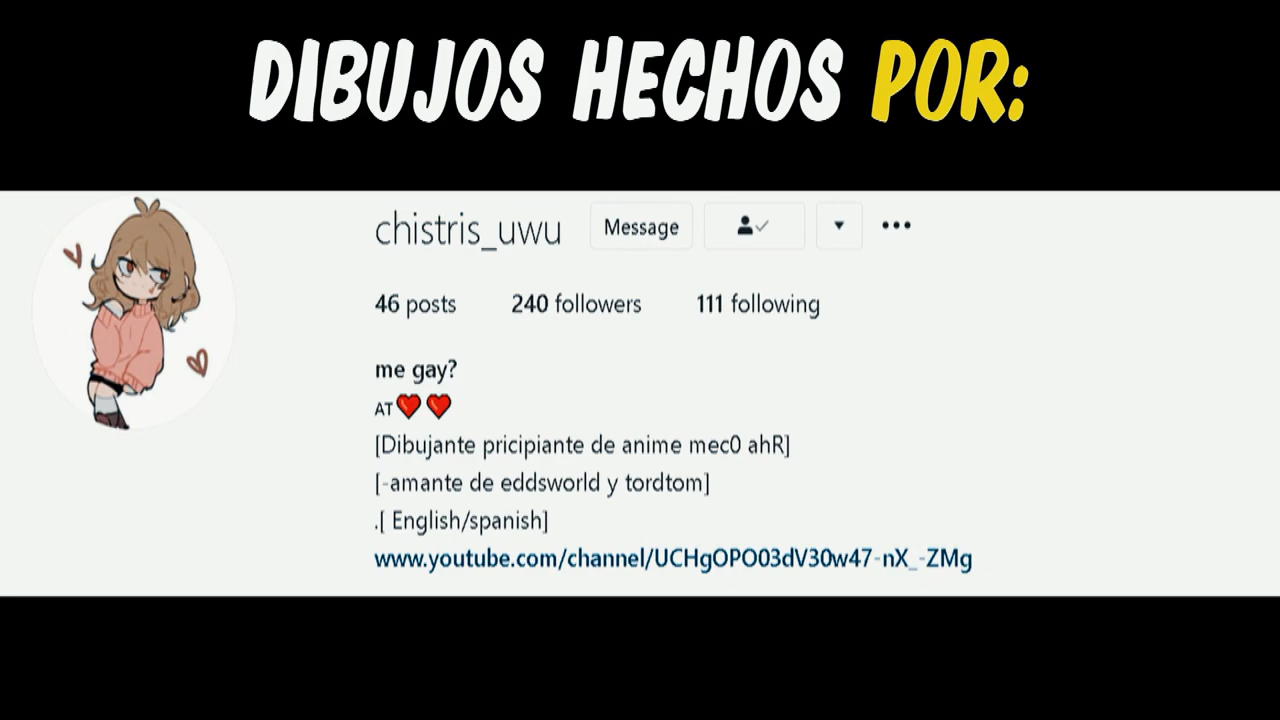 DIBUJOS HECHOS POR:
chistris_uwu Message
46 posts 240 followers 111 following
me gay?
AT❤️❤️
[Dibujante pricipiante de anime mec0 ahR]
[-amante de eddsworld y tordtom]
.[ English/spanish]
www.youtube.com/channel/UCHgOPO03dV30w47-nX_-ZMg